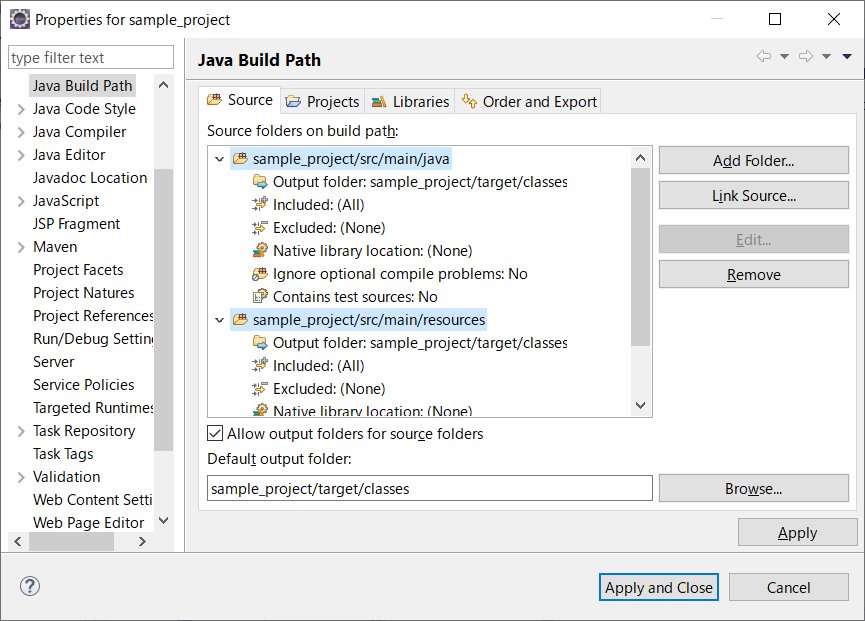 Properties for sample_project
type filter text
Java Build Path
Java Code Style
Java Compiler
Java Editor
Javadoc Location
JavaScript
JSP Fragment
Maven
Project Facets
Project Natures
Project References
Run/Debug Setting
Server
Service Policies
Targeted Runtimes
Task Repository
Task Tags
Validation
Web Content Setti
Web Page Editor
Java Build Path
Source Projects Libraries Order and Export
Source folders on build path:
sample_project/src/main/java
Output folder: sample_project/target/classes
Included: (All)
Excluded: (None)
Native library location: (None)
Ignore optional compile problems: No
Contains test sources: No
sample_project/src/main/resources
Output folder: sample_project/target/classes
Included: (All)
Excluded: (None)
Native library location: (None)
Add Folder...
Link Source...
Edit...
Remove
Allow output folders for source folders
Default output folder:
sample_project/target/classes
Browse...
Apply
?
Apply and Close
Cancel